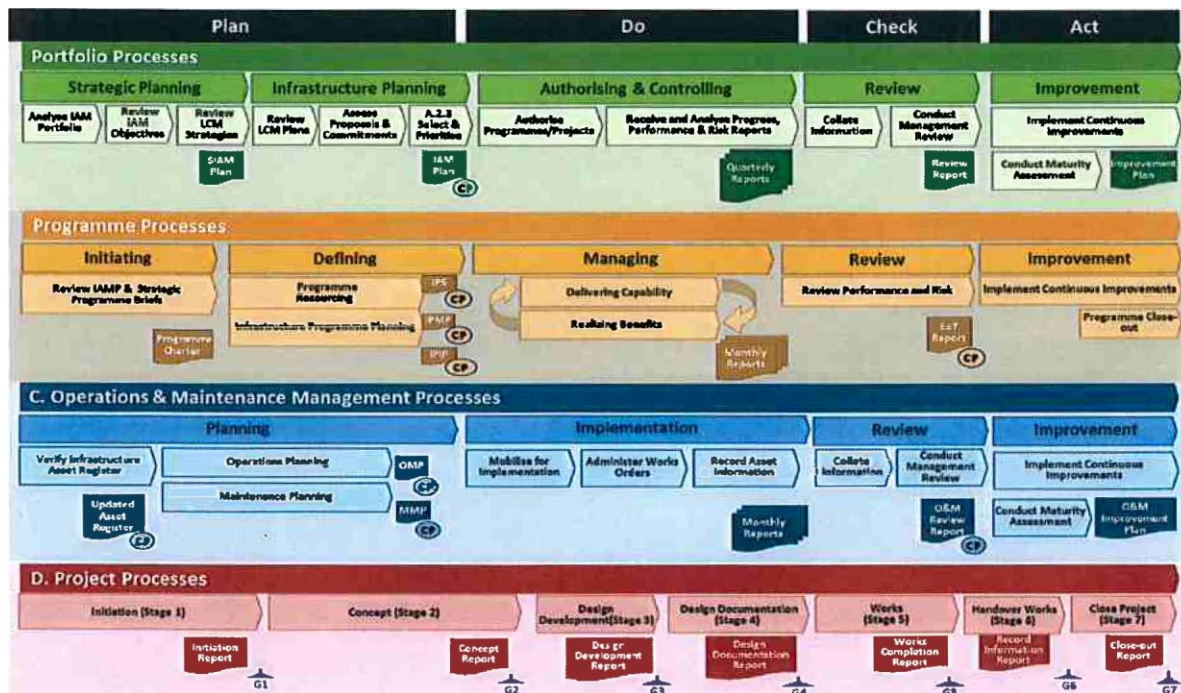 Plan
Do
Check
Act
Portfolio Processes
Strategic Planning
Infrastructure Planning
Authorising & Controlling
Review
Improvement
Analyse IAM
Portfolio
Review
IAM
Objectives
Review
LCM
Strategies
Review
LCM Plans
Assess
Proposals &
Commitments
A.2.3
Select &
Prioritise
Authorise
Programmes/Projects
Receive and Analyse Progress,
Performance & Risk Reports
Collate
Information
Conduct
Management
Review
Implement Continuous
Improvements
SIAM
Plan
IAM
Plan
CP
Quarterly
Reports
Review
Report
Conduct Maturity
Assessment
Improvement
Plan
Programme Processes
Initiating
Defining
Managing
Review
Improvement
Review IAMP & Strategic
Programme Briefs
Programme
Resourcing
IPS
CP
Delivering Capability
Review Performance and Risk
Implement Continuous Improvements
Infrastructure Programme Planning
PMP
CP
Realizing Benefits
Programme Close-
out
Programme
Charter
CP
Monthly
Reports
EoY
Report
CP
C. Operations & Maintenance Management Processes
Planning
Implementation
Review
Improvement
Verify Infrastructure
Asset Register
Operations Planning
OMP
CP
Mobilise for
Implementation
Administer Works
Orders
Record Asset
Information
Collate
Information
Conduct
Management
Review
Implement Continuous
Improvements
Maintenance Planning
MMP
CP
Updated
Asset
Register
CP
Monthly
Reports
O&M
Review
Report
CP
Conduct Maturity
Assessment
O&M
Improvement
Plan
D. Project Processes
Initiation (Stage 1)
Concept (Stage 2)
Design
Development(Stage 3)
Design Documentation
(Stage 4)
Works
(Stage 5)
Handover Works
(Stage 6)
Close Project
(Stage 7)
Initiation
Report
G1
Concept
Report
G2
Design
Development
Report
G3
Design
Documentation
Report
G4
Works
Completion
Report
G5
Record
Information
Report
G6
Close-out
Report
G7